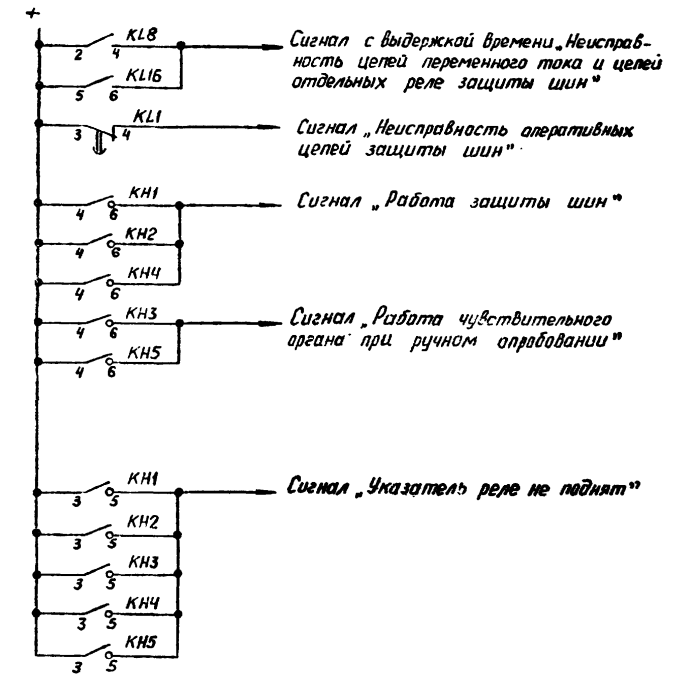 +
KL8
2 4
Сигнал с выдержкой времени „Неисправ-
ность цепей переменного тока и цепей
отдельных реле защиты шин"
KL16
5 6
KL1
3 4
Сигнал „Неисправность оперативных
цепей защиты шин"
KH1
4 6
Сигнал „Работа защиты шин"
KH2
4 6
KH4
4 6
KH3
4 6
Сигнал „Работа чувствительного
органа при ручном опробовании"
KH5
4 6
KH1
3 5
Сигнал „Указатель реле не поднят"
KH2
3 5
KH3
3 5
KH4
3 5
KH5
3 5